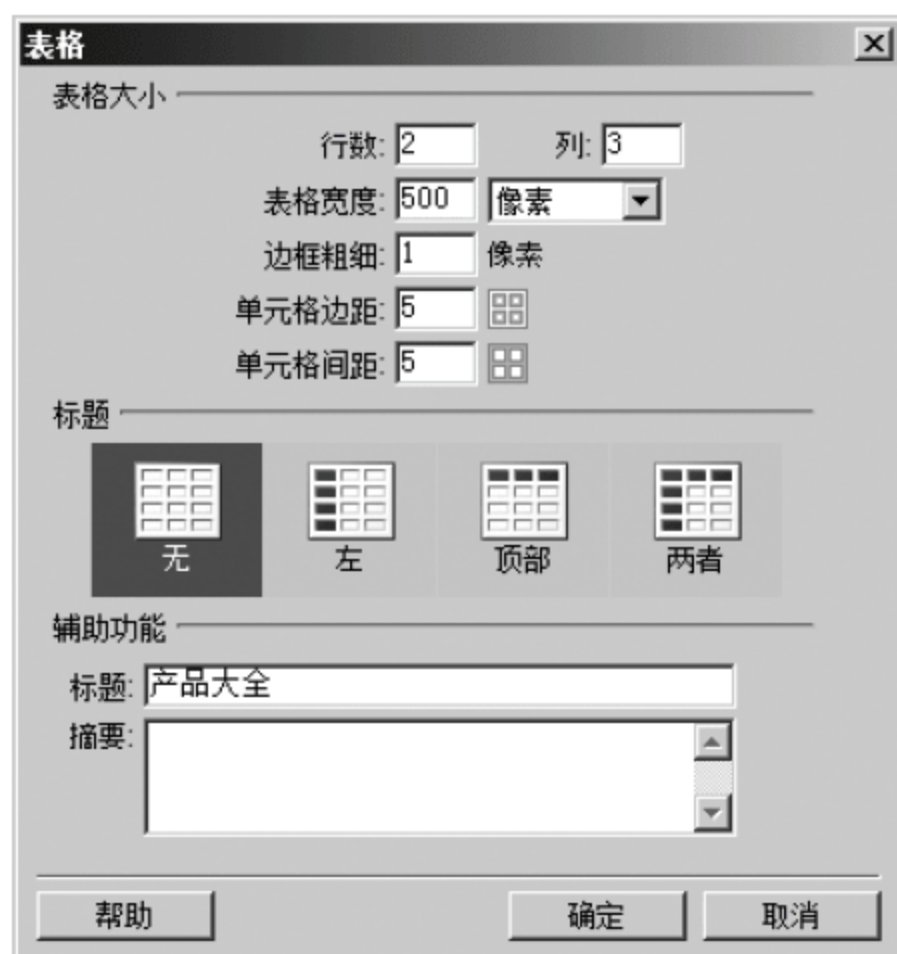 表格
表格大小
行数: 2 列: 3
表格宽度: 500 像素
边框粗细: 1 像素
单元格边距: 5
单元格间距: 5
标题
无 左 顶部 两者
辅助功能
标题: 产品大全
摘要:
帮助 确定 取消